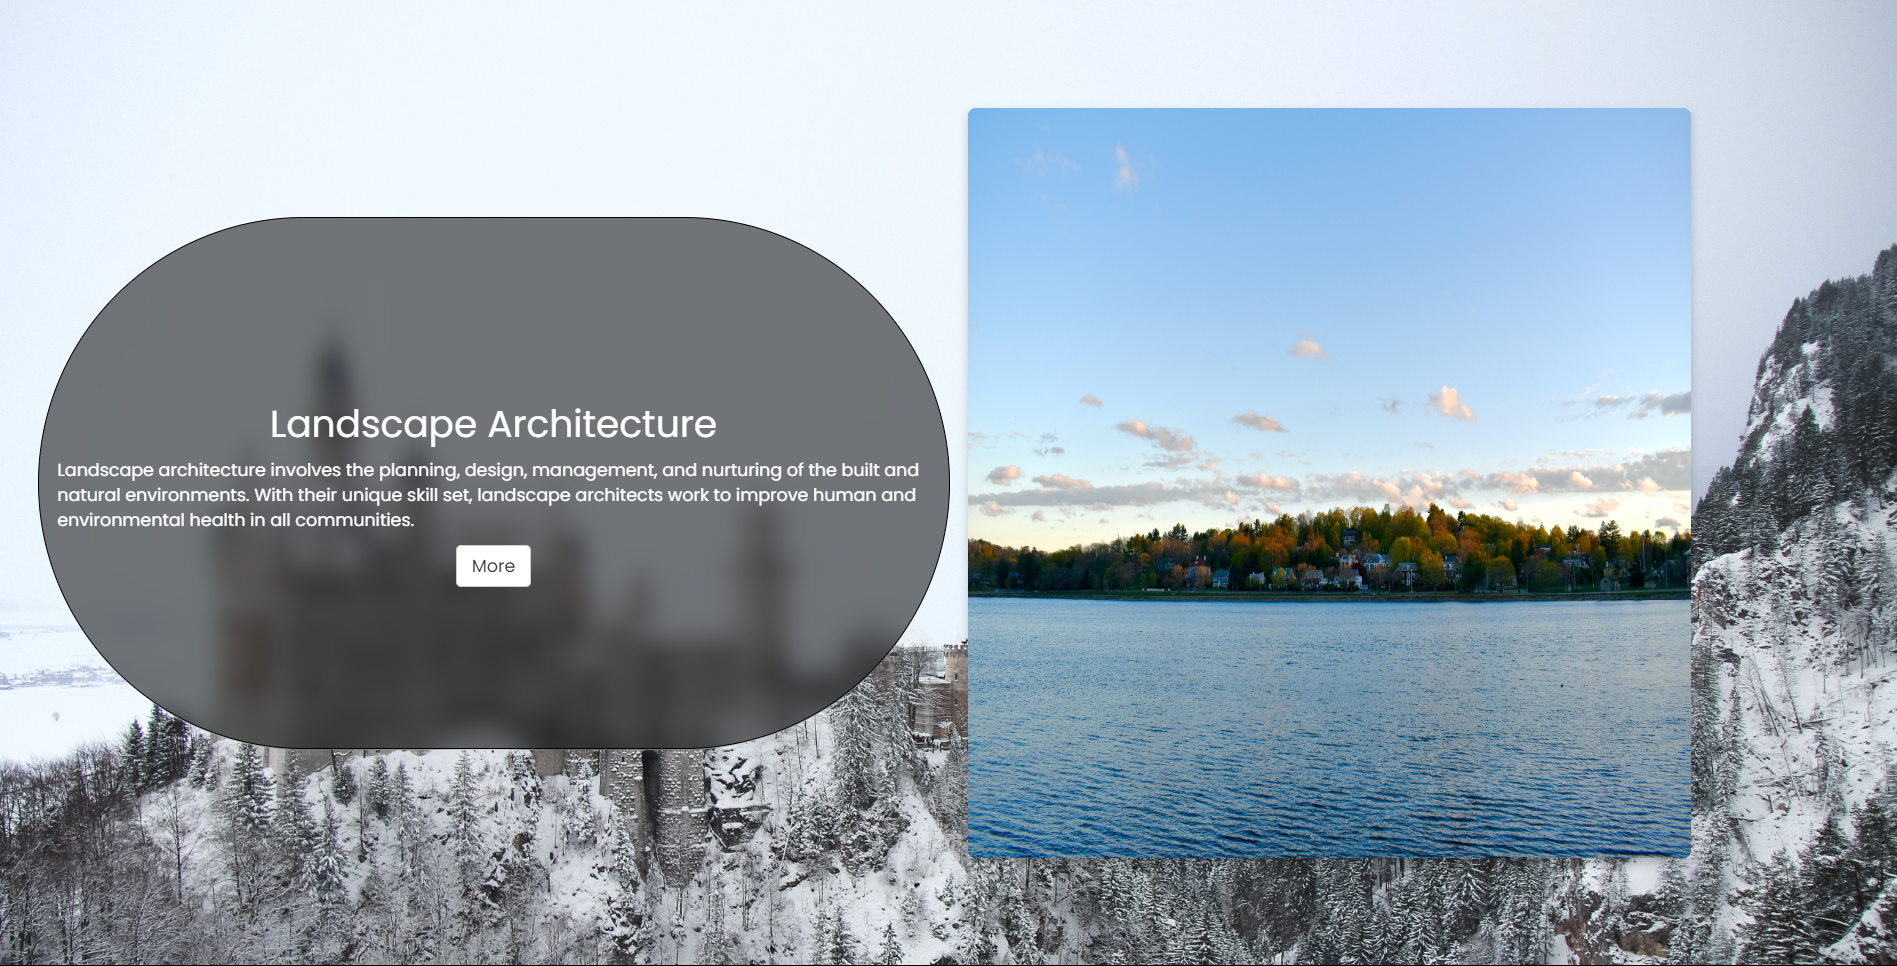 Landscape Architecture
Landscape architecture involves the planning, design, management, and nurturing of the built and
natural environments. With their unique skill set, landscape architects work to improve human and
environmental health in all communities.
More